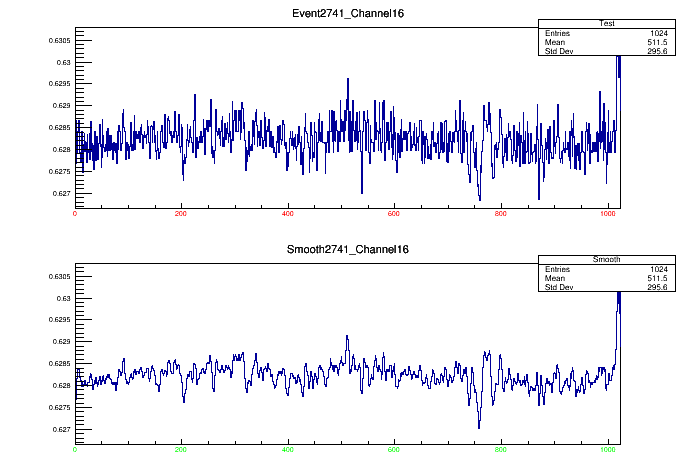 Event2741_Channel16
Test
Entries 1024
Mean 511.5
Std Dev 295.6
0.6305
0.63
0.6295
0.629
0.6285
0.628
0.6275
0.627
0 200 400 600 800 1000
Smooth2741_Channel16
Smooth
Entries 1024
Mean 511.5
Std Dev 295.6
0.6305
0.63
0.6295
0.629
0.6285
0.628
0.6275
0.627
0 200 400 600 800 1000